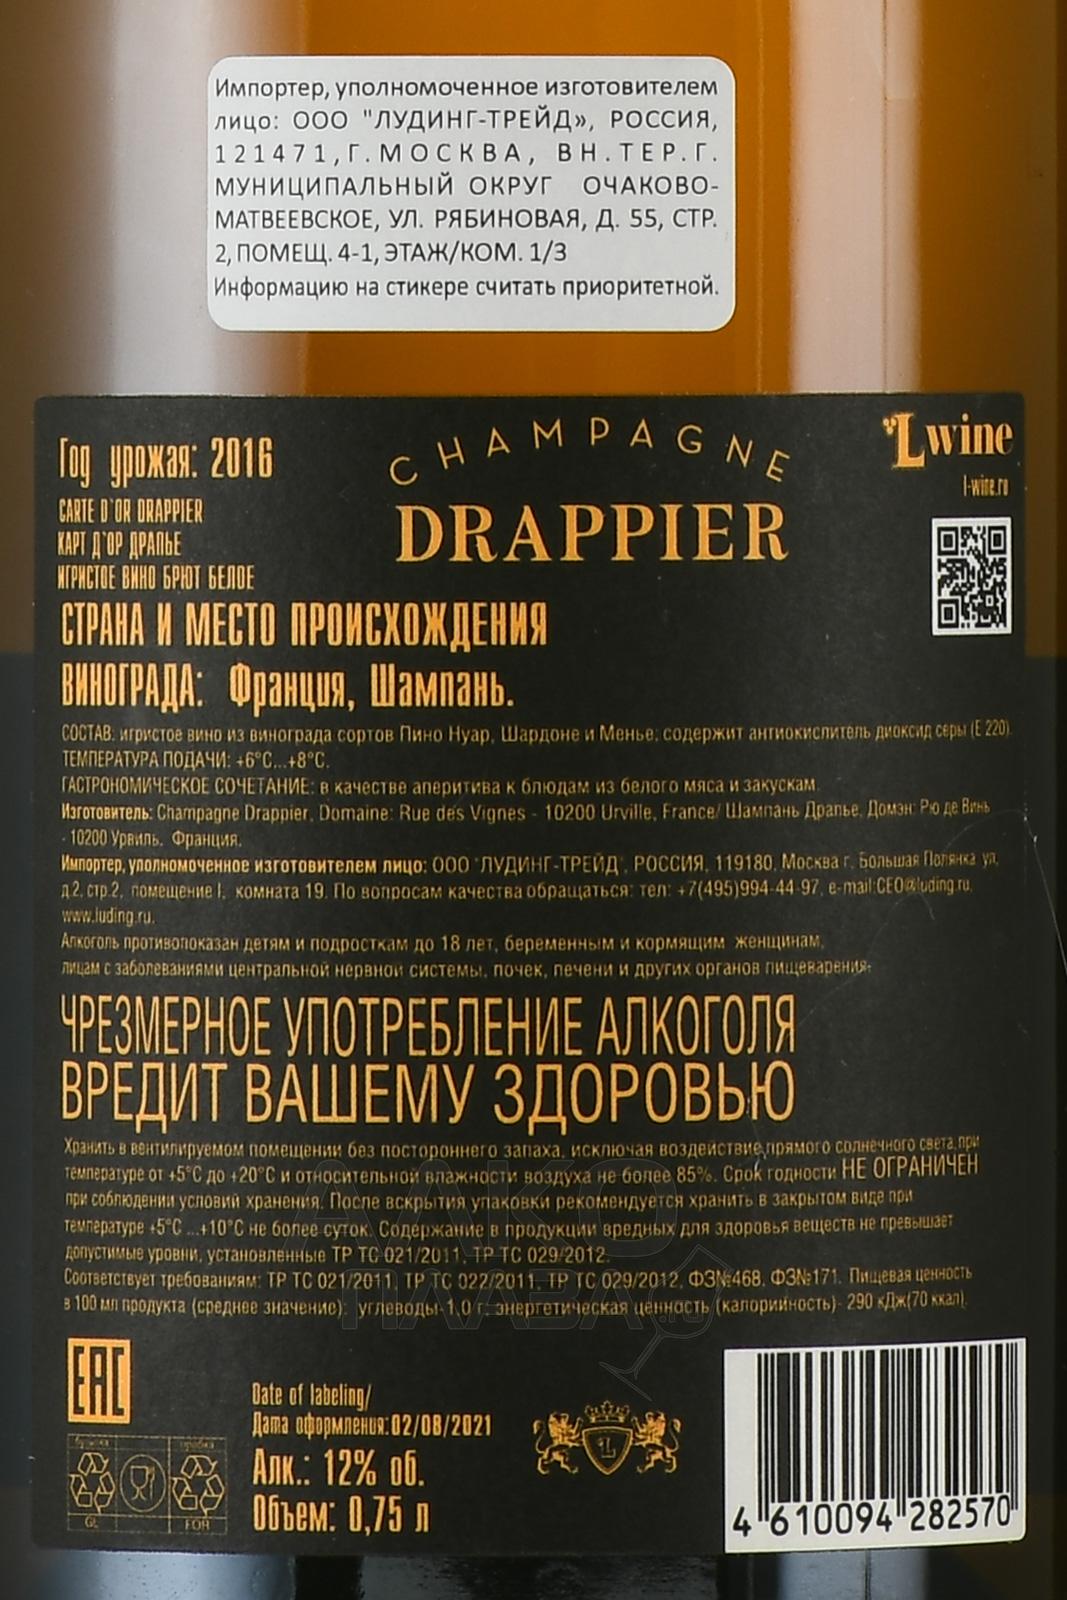 Импортер, уполномоченное изготовителем
лицо: ООО "ЛУДИНГ-ТРЕЙД», РОССИЯ,
121471,Г.МОСКВА, ВН.ТЕР.Г.
МУНИЦИПАЛЬНЫЙ ОКРУГ ОЧАКОВО-
МАТВЕЕВСКОЕ, УЛ. РЯБИНОВАЯ, Д. 55, СТР.
2, ПОМЕЩ. 4-1, ЭТАЖ/КОМ. 1/3
Информацию на стикере считать приоритетной.
CHAMPAGNE
DRAPPIER
Lwine
l-wine.ru
Год урожая: 2016
CARTE D`OR DRAPPIER
КАРТ Д`ОР ДРАПЬЕ
ИГРИСТОЕ ВИНО БРЮТ БЕЛОЕ
СТРАНА И МЕСТО ПРОИСХОЖДЕНИЯ
ВИНОГРАДА: Франция, Шампань.
СОСТАВ: игристое вино из винограда сортов Пино Нуар, Шардоне и Менье; содержит антиокислитель диоксид серы (Е 220).
ТЕМПЕРАТУРА ПОДАЧИ: +6°С...+8°С.
ГАСТРОНОМИЧЕСКОЕ СОЧЕТАНИЕ: в качестве аперитива к блюдам из белого мяса и закускам.
Изготовитель: Champagne Drappier, Domaine: Rue des Vignes - 10200 Urville, France/ Шампань Драпье, Домэн: Рю де Винь
- 10200 Урвиль, Франция.
Импортер, уполномоченное изготовителем лицо: ООО "ЛУДИНГ-ТРЕЙД", РОССИЯ, 119180, Москва г, Большая Полянка ул,
д.2, стр.2, помещение I, комната 19. По вопросам качества обращаться: тел: +7(495)994-44-97, e-mail:CEO@luding.ru,
www.luding.ru.
Алкоголь противопоказан детям и подросткам до 18 лет, беременным и кормящим женщинам,
лицам с заболеваниями центральной нервной системы, почек, печени и других органов пищеварения.
ЧРЕЗМЕРНОЕ УПОТРЕБЛЕНИЕ АЛКОГОЛЯ
ВРЕДИТ ВАШЕМУ ЗДОРОВЬЮ
Хранить в вентилируемом помещении без постороннего запаха, исключая воздействие прямого солнечного света, при
температуре от +5°С до +20°С и относительной влажности воздуха не более 85%. Срок годности НЕ ОГРАНИЧЕН
при соблюдении условий хранения. После вскрытия упаковки рекомендуется хранить в закрытом виде при
температуре +5°С ...+10°С не более суток. Содержание в продукции вредных для здоровья веществ не превышает
допустимые уровни, установленные ТР ТС 021/2011, ТР ТС 029/2012.
Соответствует требованиям: ТР ТС 021/2011, ТР ТС 022/2011, ТР ТС 029/2012, ФЗ№468, ФЗ№171. Пищевая ценность
в 100 мл продукта (среднее значение): углеводы-1,0 г; энергетическая ценность (калорийность)- 290 кДж(70 ккал).
АЛКО
ПЛАЗА.ru
EAC
Date of labeling/
Дата оформления:02/08/2021
Алк.: 12% об.
Объем: 0,75 л
бутылка
пробка
GL
FOR
L
4 610094 282570